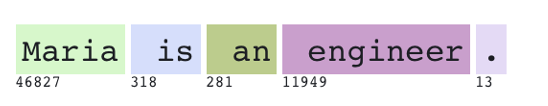 Maria is an engineer.
46827 318 281 11949 13